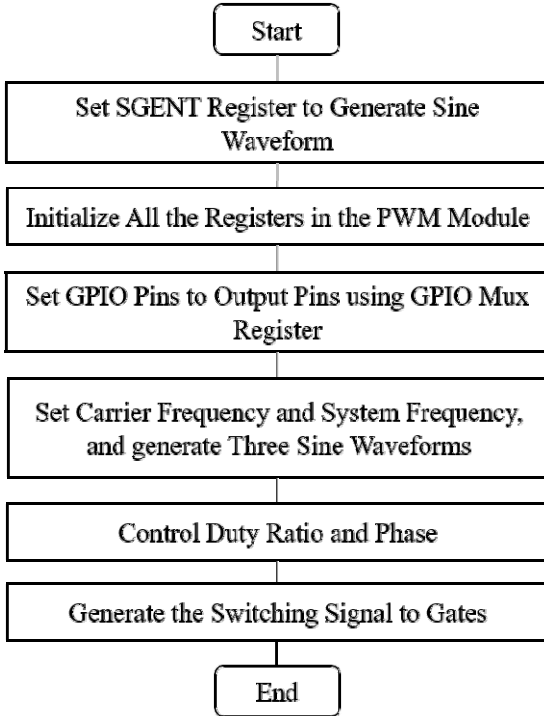 Start
Set SGENT Register to Generate Sine
Waveform
Initialize All the Registers in the PWM Module
Set GPIO Pins to Output Pins using GPIO Mux
Register
Set Carrier Frequency and System Frequency,
and generate Three Sine Waveforms
Control Duty Ratio and Phase
Generate the Switching Signal to Gates
End